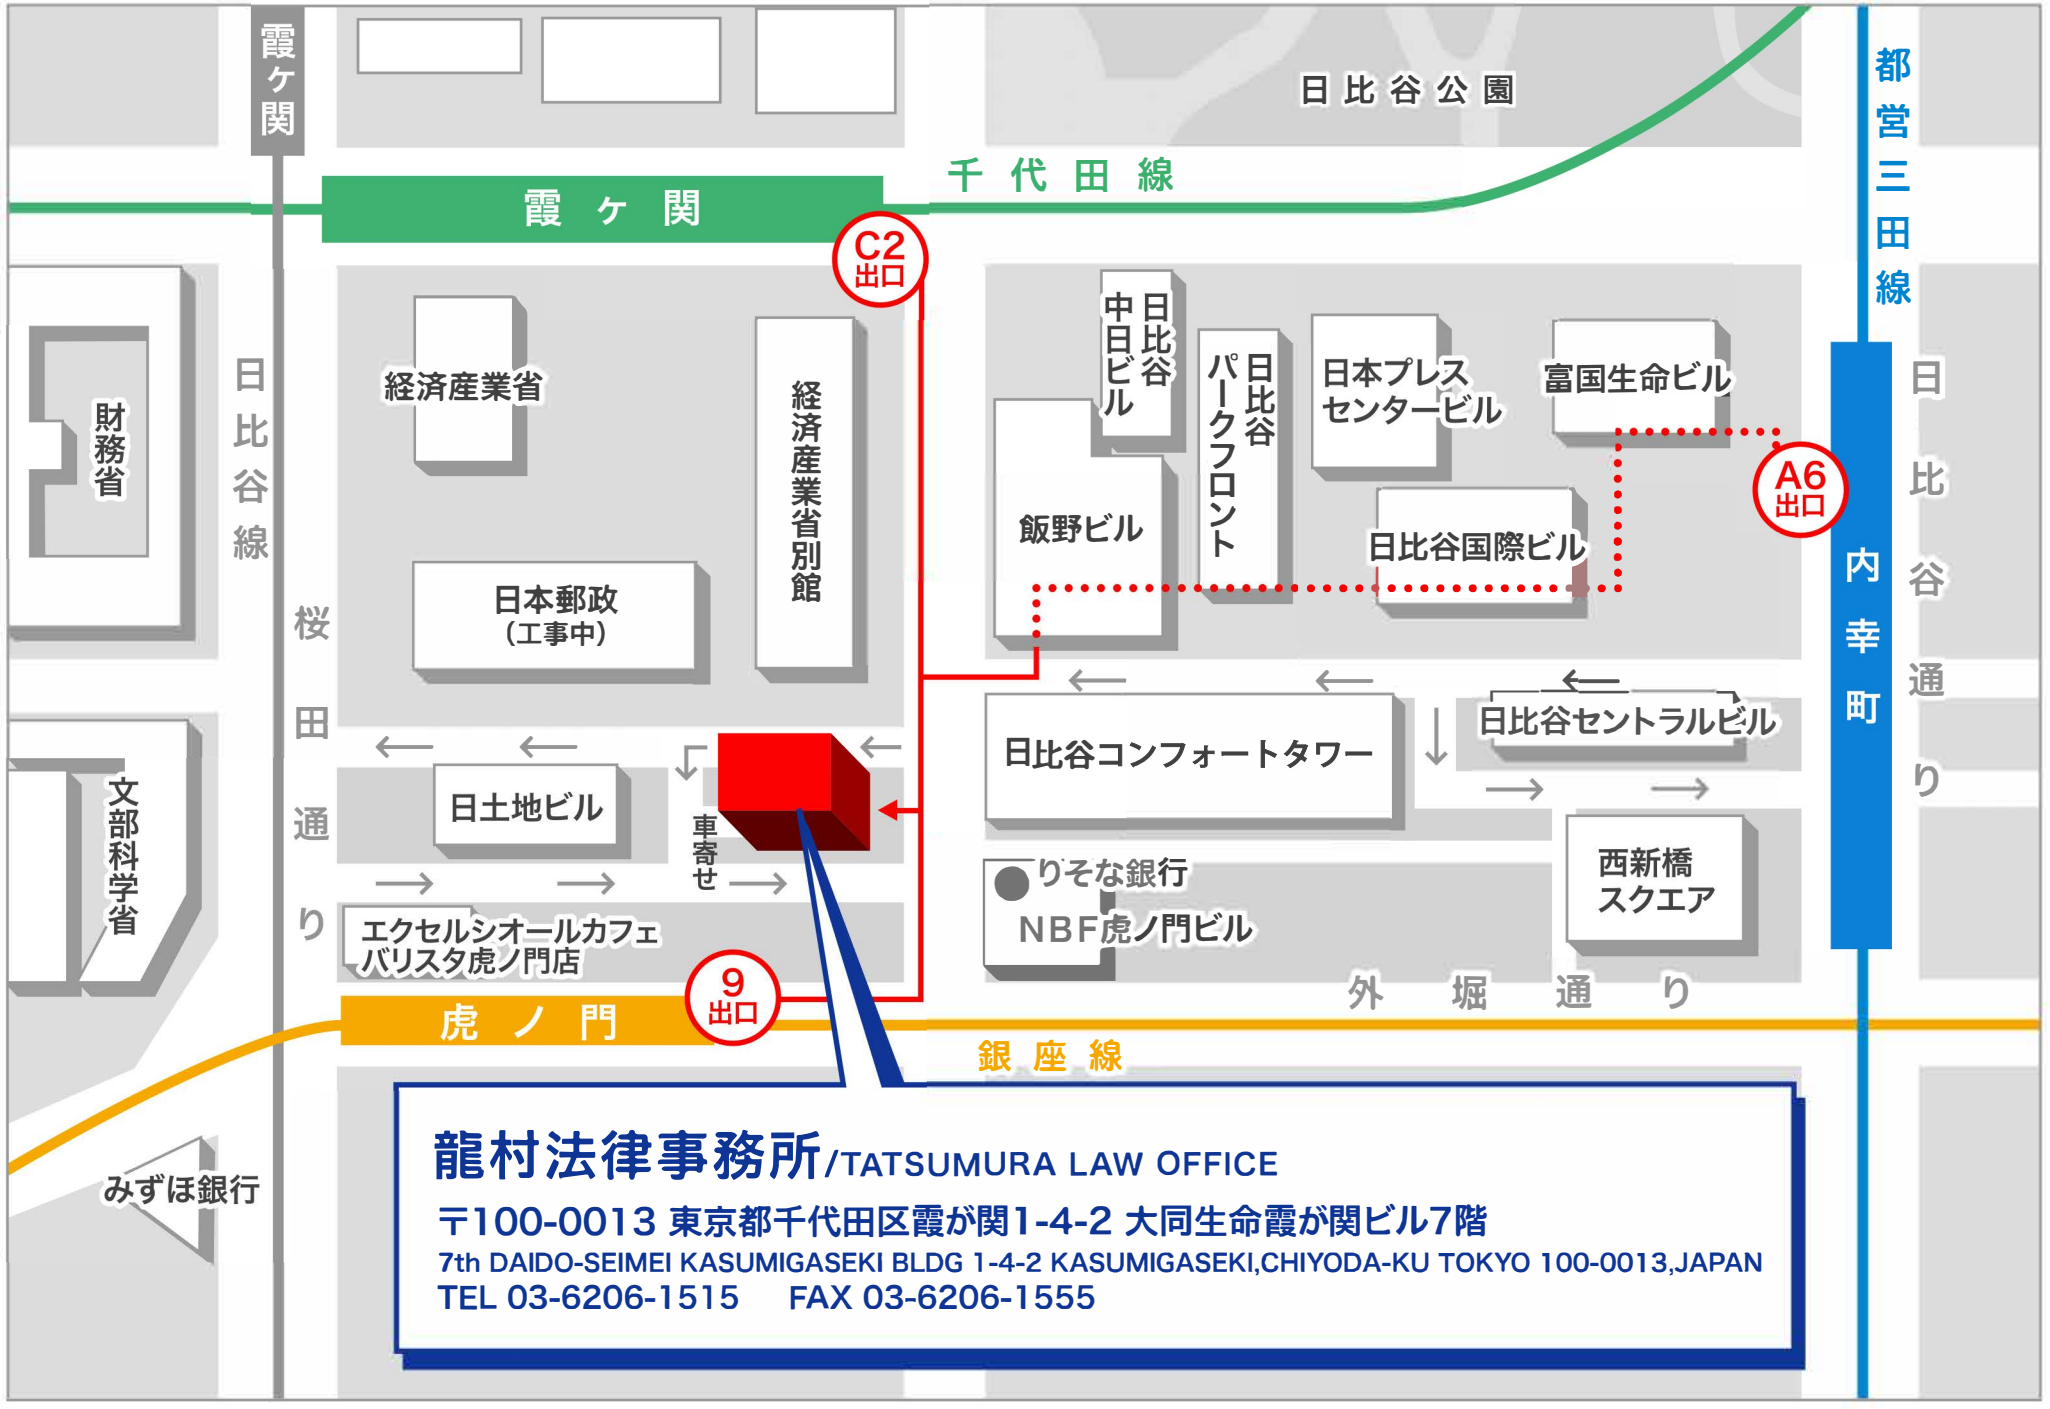 霞ヶ関
日比谷公園
都営三田線
千代田線
霞ヶ関
C2
出口
日比谷線
財務省
経済産業省
経済産業省別館
日比谷
中日ビル
日比谷
パークフロント
日本プレス
センタービル
富国生命ビル
A6
出口
飯野ビル
日比谷国際ビル
内幸町
日比谷通り
日本郵政
（工事中）
桜田通り
日比谷コンフォートタワー
日比谷セントラルビル
日土地ビル
車寄せ
文部科学省
りそな銀行
NBF虎ノ門ビル
西新橋
スクエア
エクセルシオールカフェ
バリスタ虎ノ門店
9
出口
外堀通り
虎ノ門
銀座線
みずほ銀行
龍村法律事務所/TATSUMURA LAW OFFICE
〒100-0013 東京都千代田区霞が関1-4-2 大同生命霞が関ビル7階
7th DAIDO-SEIMEI KASUMIGASEKI BLDG 1-4-2 KASUMIGASEKI,CHIYODA-KU TOKYO 100-0013,JAPAN
TEL 03-6206-1515 FAX 03-6206-1555